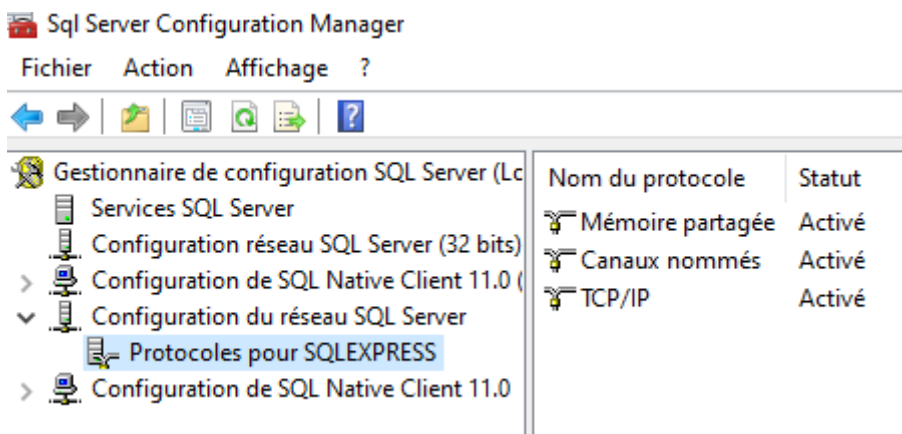 Sql Server Configuration Manager
Fichier Action Affichage ?
Gestionnaire de configuration SQL Server (Lc
Services SQL Server
Configuration réseau SQL Server (32 bits)
Configuration de SQL Native Client 11.0 (
Configuration du réseau SQL Server
Protocoles pour SQLEXPRESS
Configuration de SQL Native Client 11.0
Nom du protocole Statut
Mémoire partagée Activé
Canaux nommés Activé
TCP/IP Activé